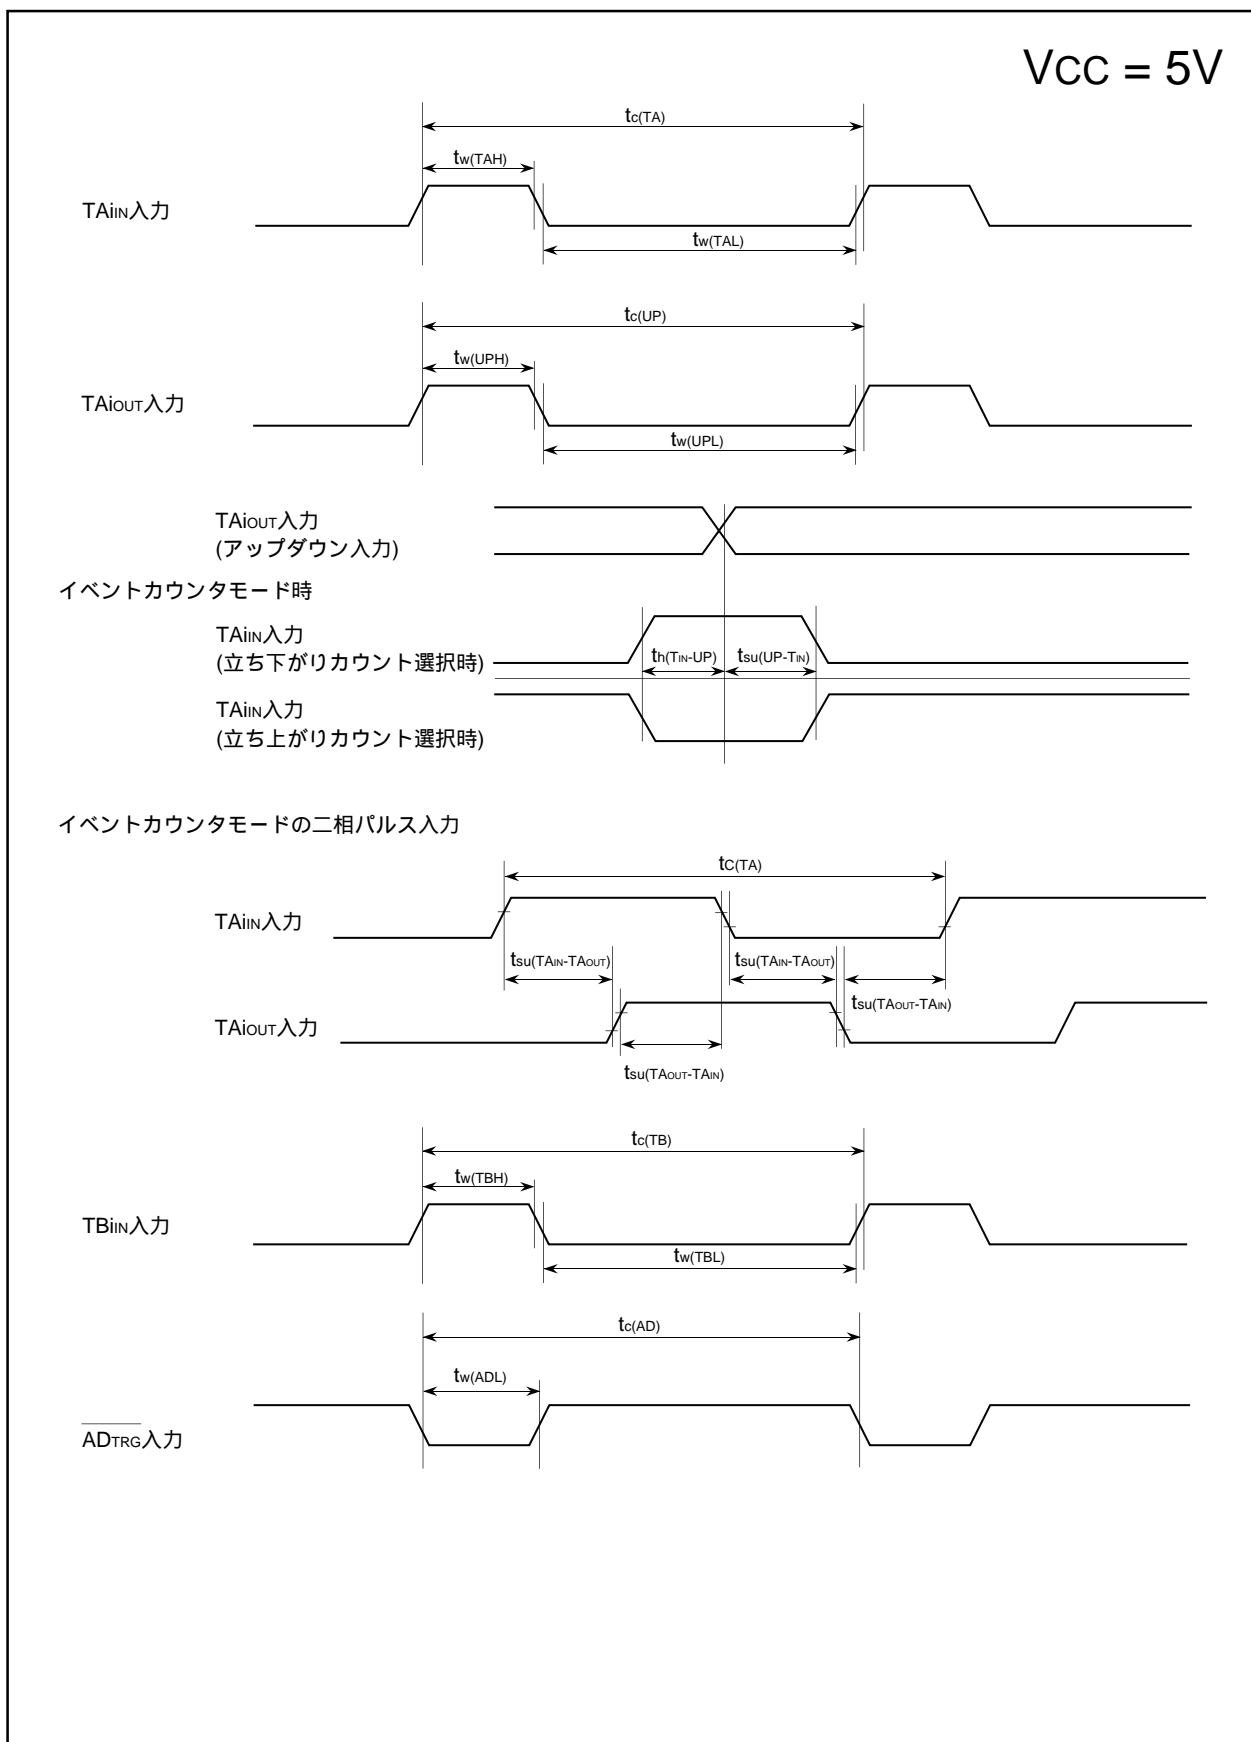 VCC = 5V
tc(TA)
tw(TAH)
TAiIN入力
tw(TAL)
tc(UP)
tw(UPH)
TAiOUT入力
tw(UPL)
TAiOUT入力
(アップダウン入力)
イベントカウンタモード時
TAiIN入力
(立ち下がりカウント選択時)
th(TIN-UP) tsu(UP-TIN)
TAiIN入力
(立ち上がりカウント選択時)
イベントカウンタモードの二相パルス入力
tC(TA)
TAiIN入力
tsu(TAIN-TAOUT) tsu(TAIN-TAOUT)
tsu(TAOUT-TAIN)
TAiOUT入力
tsu(TAOUT-TAIN)
tc(TB)
tw(TBH)
TBiIN入力
tw(TBL)
tc(AD)
tw(ADL)
ADTRG入力